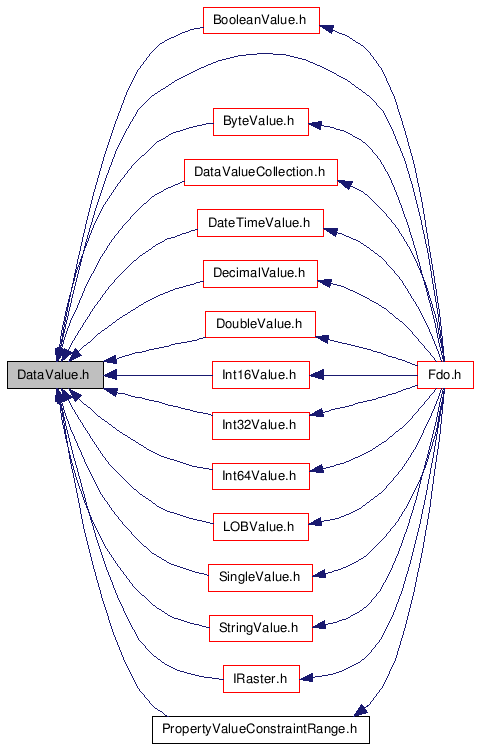 BooleanValue.h
ByteValue.h
DataValueCollection.h
DateTimeValue.h
DecimalValue.h
DoubleValue.h
DataValue.h
Int16Value.h
Fdo.h
Int32Value.h
Int64Value.h
LOBValue.h
SingleValue.h
StringValue.h
IRaster.h
PropertyValueConstraintRange.h